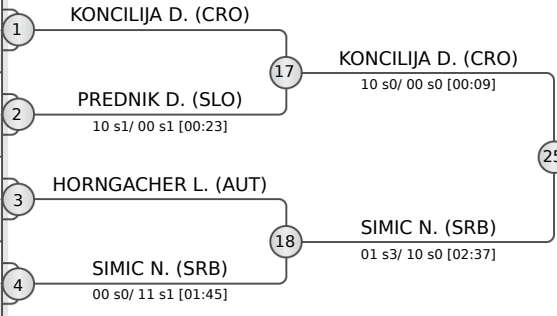 KONCILIJA D. (CRO)
1
17
KONCILIJA D. (CRO)
10 s0/ 00 s0 [00:09]
PREDNIK D. (SLO)
2
10 s1/ 00 s1 [00:23]
25
HORNGACHER L. (AUT)
3
18
SIMIC N. (SRB)
01 s3/ 10 s0 [02:37]
SIMIC N. (SRB)
4
00 s0/ 11 s1 [01:45]